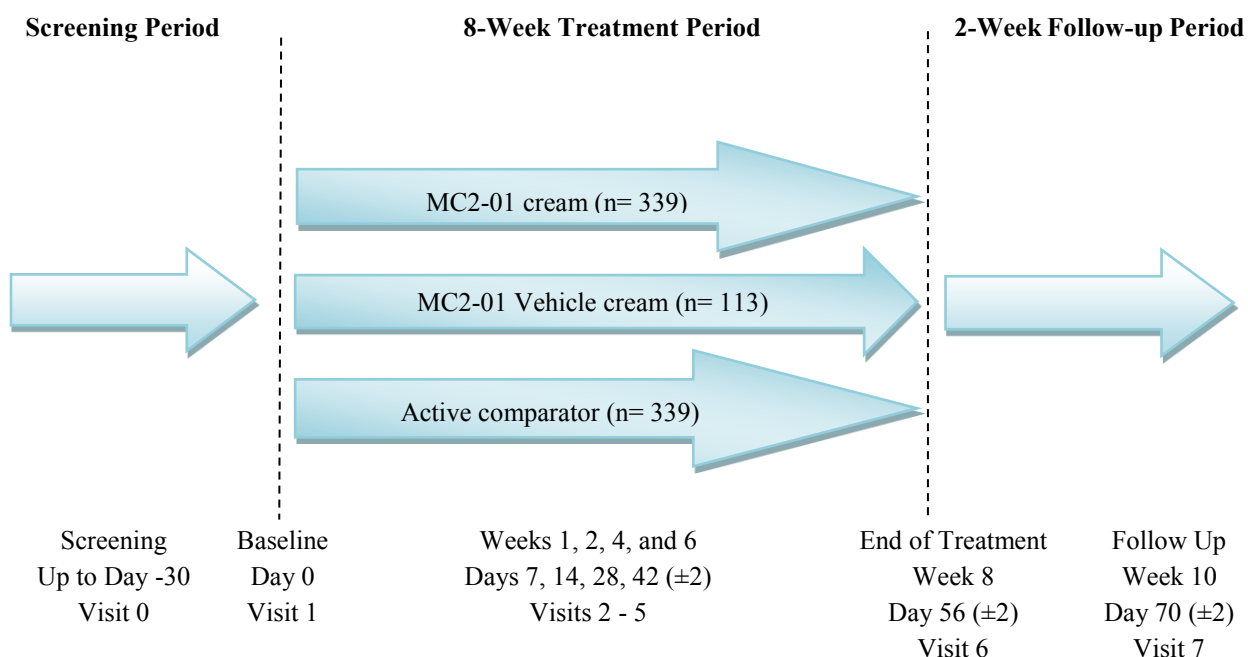 Screening Period
8-Week Treatment Period
2-Week Follow-up Period
MC2-01 cream (n= 339)
MC2-01 Vehicle cream (n= 113)
Active comparator (n= 339)
Screening
Up to Day -30
Visit 0
Baseline
Day 0
Visit 1
Weeks 1, 2, 4, and 6
Days 7, 14, 28, 42 (±2)
Visits 2 - 5
End of Treatment
Week 8
Day 56 (±2)
Visit 6
Follow Up
Week 10
Day 70 (±2)
Visit 7